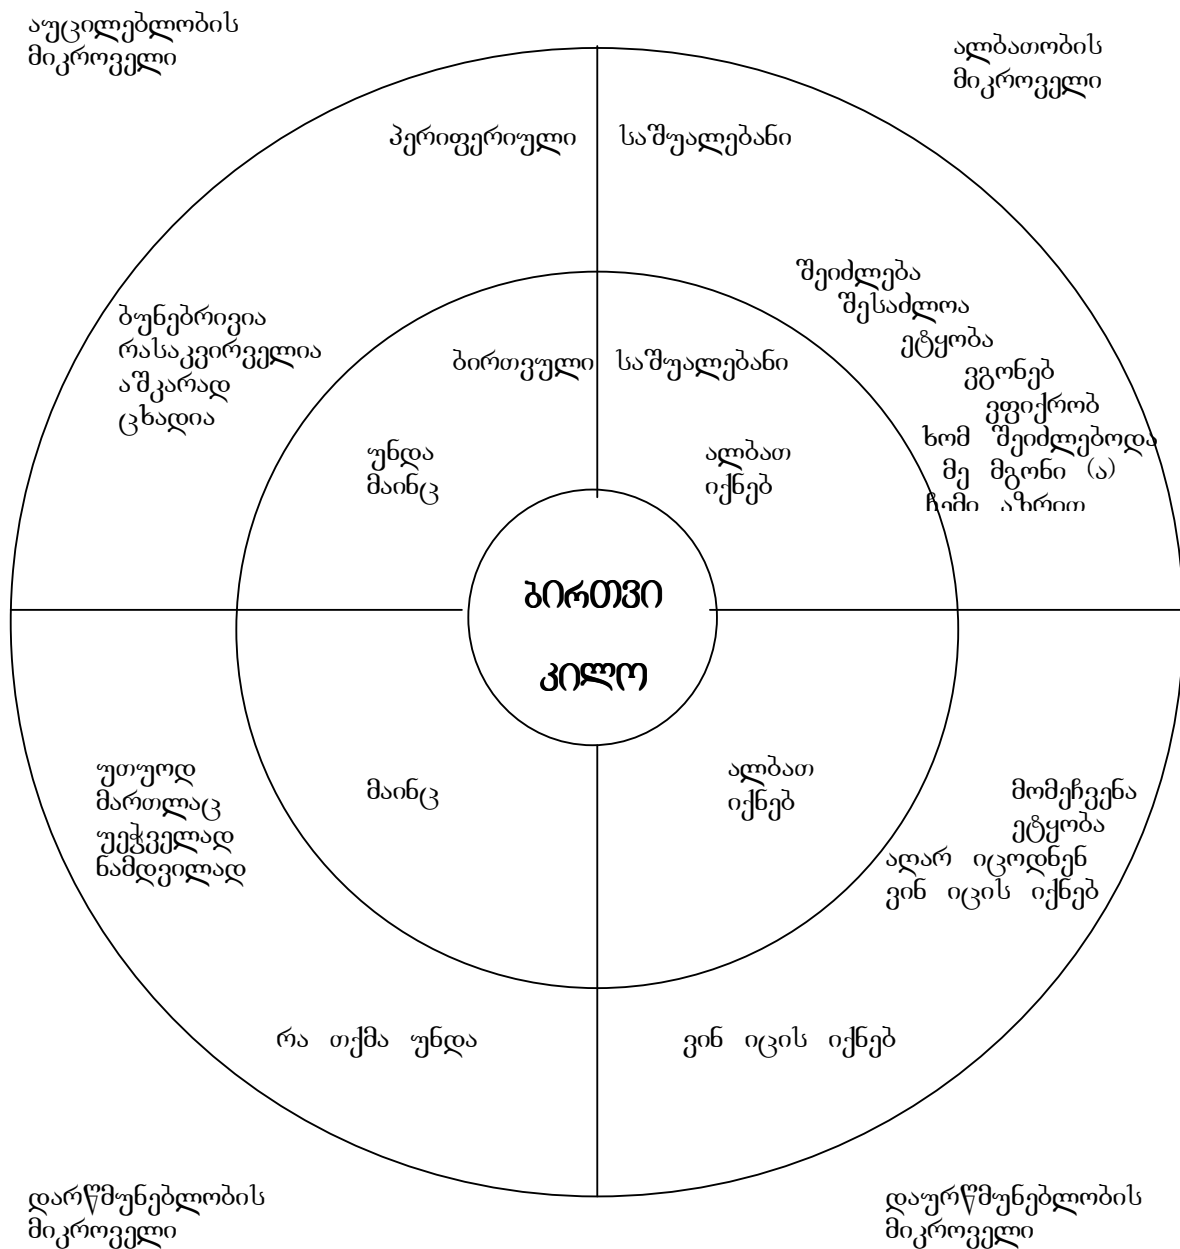 აუცილებლობის
მიკროველი
ალბათობის
მიკროველი
პერიფერიული საშუალებანი
ბუნებრივია
რასაკვირველია
აშკარად
ცხადია
ბირთვული საშუალებანი
უნდა
მაინც
ალბათ
იქნებ
შეიძლება
შესაძლოა
ეტყობა
ვგონებ
ვფიქრობ
ხომ შეიძლებოდა
მე მგონი (ა)
ჩემი აზრით
ბირთვი
კილო
უთუოდ
მართლაც
უეჭველად
ნამდვილად
მაინც
ალბათ
იქნებ
მომეჩვენა
ეტყობა
აღარ იცოდნენ
ვინ იცის იქნებ
რა თქმა უნდა
ვინ იცის იქნებ
დარწმუნებლობის
მიკროველი
დაურწმუნებლობის
მიკროველი